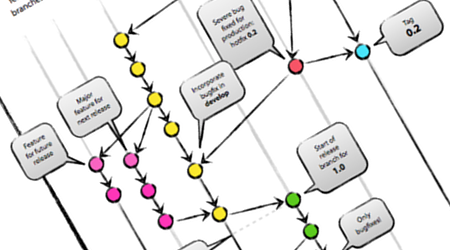 branches
Severe bug
fixed for
production:
hotfix 0.2
Tag
0.2
Major
feature for
next release
Incorporate
bugfix in
develop
Feature
for future
release
Start of
release
branch for
1.0
Only
bugfixes!